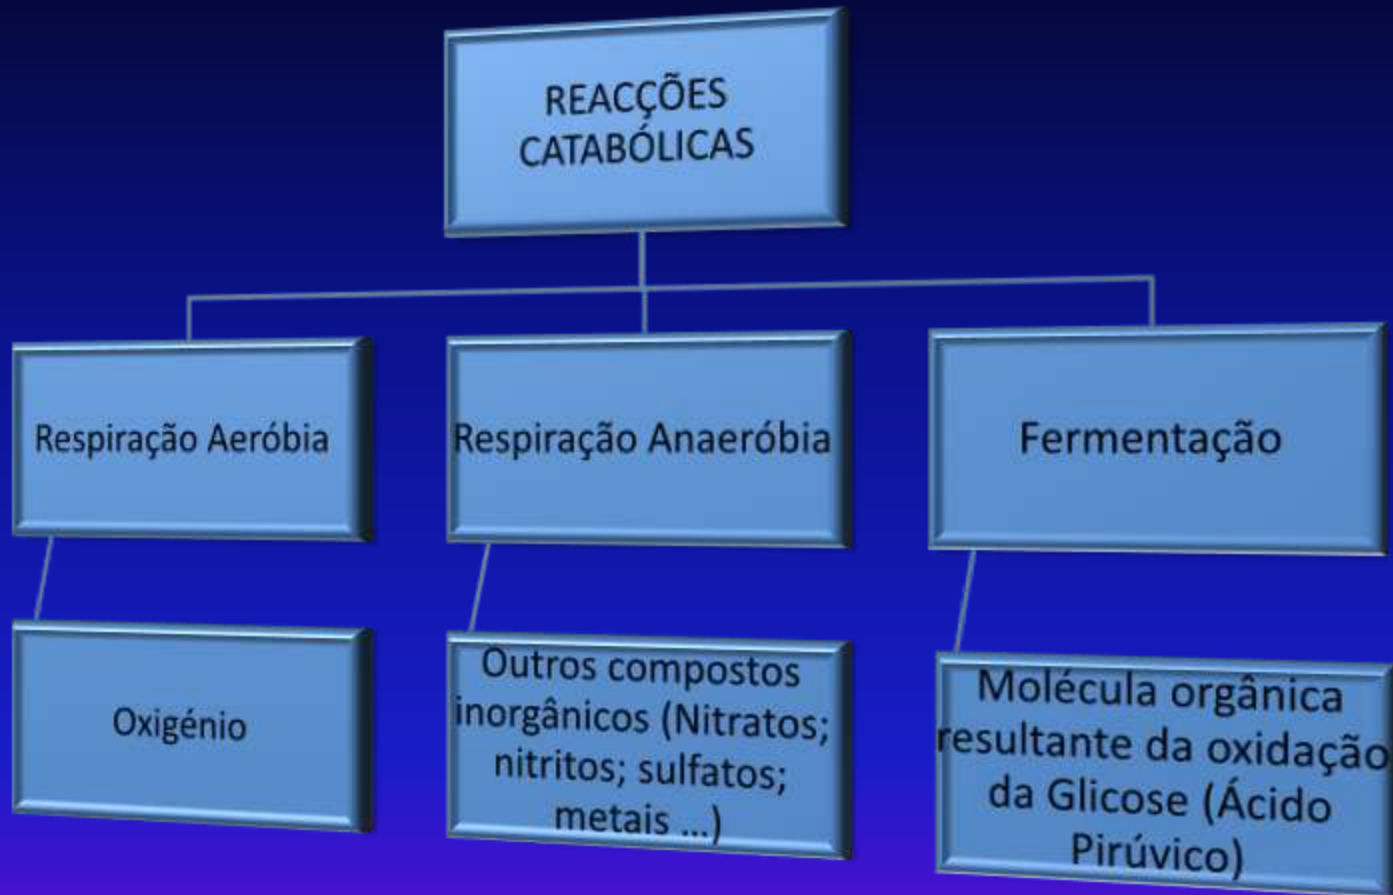 REACÇÕES
CATABÓLICAS
Respiração Aeróbia
Respiração Anaeróbia
Fermentação
Oxigénio
Outros compostos
inorgânicos (Nitratos;
nitritos; sulfatos;
metais ...)
Molécula orgânica
resultante da oxidação
da Glicose (Ácido
Pirúvico)